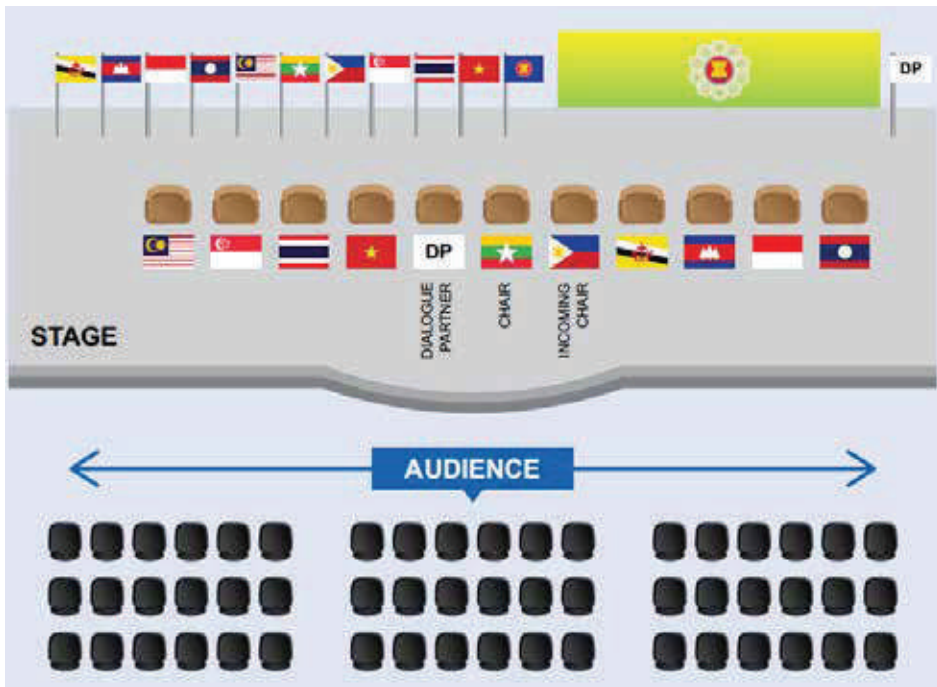 DP
DP
DIALOGUE
PARTNER
CHAIR
INCOMING
CHAIR
STAGE
AUDIENCE